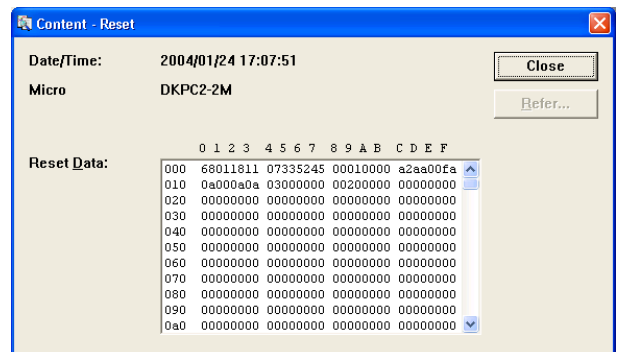 Content - Reset
Date/Time: 2004/01/24 17:07:51 Close
Micro DKPC2-2M
Refer...
0 1 2 3 4 5 6 7 8 9 A B C D E F
Reset Data:
000 68011811 07335245 00010000 a2aa00fa
010 0a000a0a 03000000 00200000 00000000
020 00000000 00000000 00000000 00000000
030 00000000 00000000 00000000 00000000
040 00000000 00000000 00000000 00000000
050 00000000 00000000 00000000 00000000
060 00000000 00000000 00000000 00000000
070 00000000 00000000 00000000 00000000
080 00000000 00000000 00000000 00000000
090 00000000 00000000 00000000 00000000
0a0 00000000 00000000 00000000 00000000